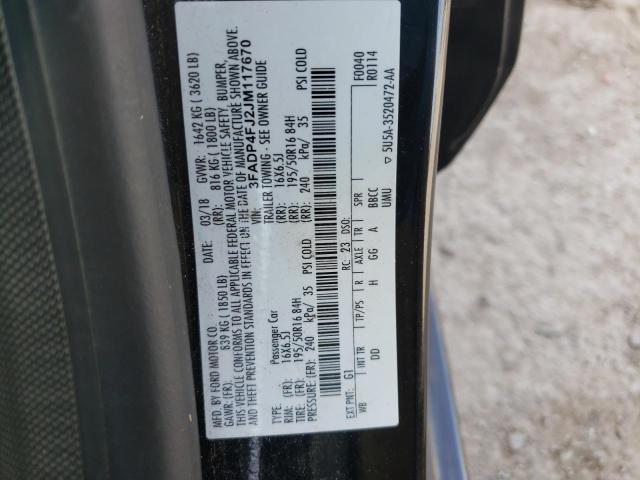 MFD. BY FORD MOTOR CO. 03/18 GVWR: 1642 KG ( 3620 LB)
GAWR: (FR) 839 KG ( 1850 LB) (RR) 816 KG ( 1800 LB)
THIS VEHICLE CONFORMS TO ALL APPLICABLE FEDERAL MOTOR VEHICLE SAFETY, BUMPER,
AND THEFT PREVENTION STANDARDS IN EFFECT ON THE DATE OF MANUFACTURE SHOWN ABOVE.
VIN: 3FADP4FJ2JM117670
TYPE: Passenger Car TRAILER TOWING - SEE OWNER GUIDE
RIM: (FR) 16X6.5J (RR) 16X6.5J
TIRE: (FR) 195/50R16 84H (RR) 195/50R16 84H
PRESSURE: (FR) 240 kPa/ 35 PSI COLD (RR) 240 kPa/ 35 PSI COLD
EXT PNT: G1 RC: 23 DSO: F0040
R0114
WB INT TR TP/PS R AXLE TR SPR
DD H GG A BBCC
UMU
▽ 5U5A-3520472-AA